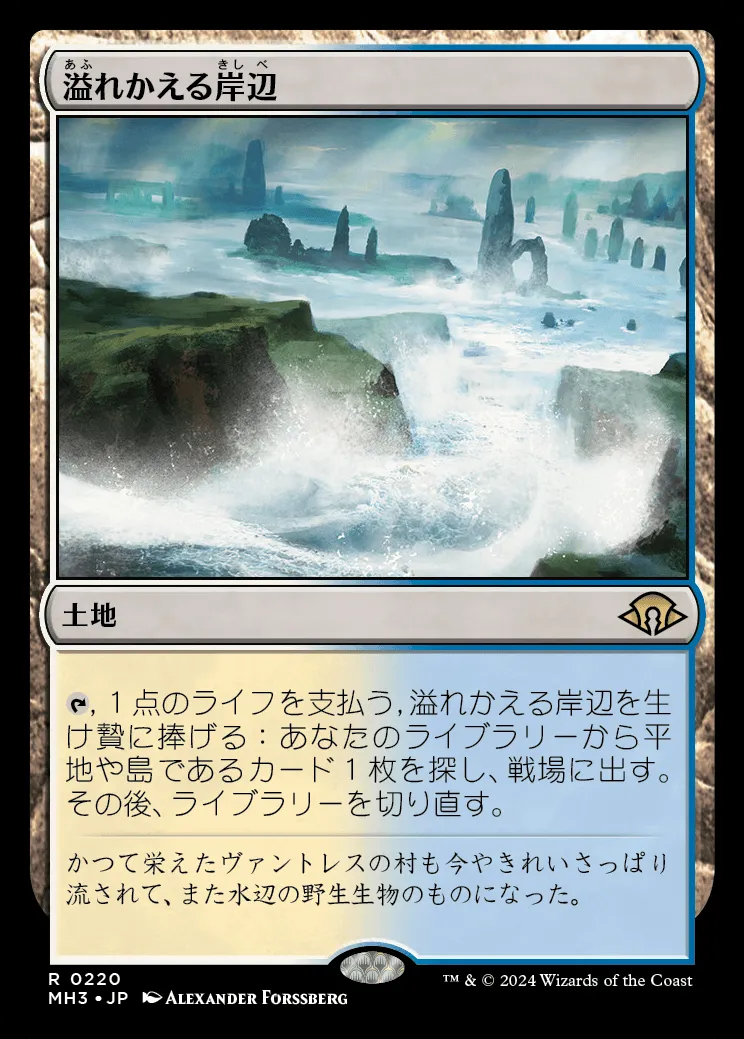 溢れかえる岸辺
土地
, 1点のライフを支払う, 溢れかえる岸辺を生
け贄に捧げる：あなたのライブラリーから平
地や島であるカード1枚を探し、戦場に出す。
その後、ライブラリーを切り直す。
かつて栄えたヴァントレスの村も今やきれいさっぱり
流されて、また水辺の野生生物のものになった。
R 0220
MH3 • JP ALEXANDER FORSSBERG
™ & © 2024 Wizards of the Coast